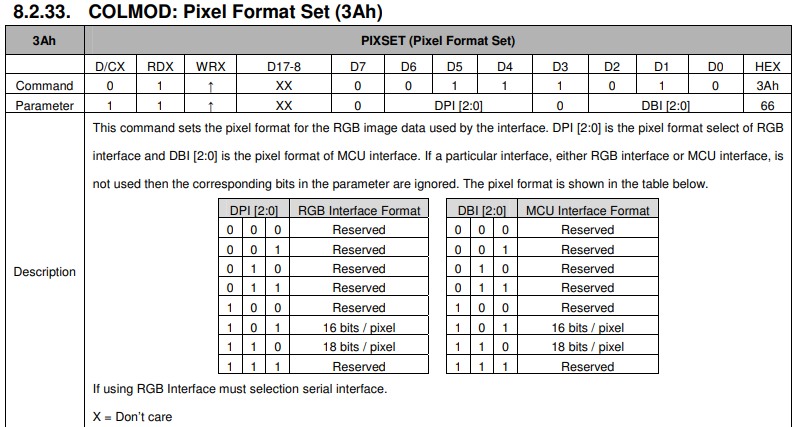 8.2.33. COLMOD: Pixel Format Set (3Ah)
3Ah PIXSET (Pixel Format Set)
D/CX RDX WRX D17-8 D7 D6 D5 D4 D3 D2 D1 D0 HEX
Command 0 1 ↑ XX 0 0 1 1 1 0 1 0 3Ah
Parameter 1 1 ↑ XX 0 DPI [2:0] 0 DBI [2:0] 66
This command sets the pixel format for the RGB image data used by the interface. DPI [2:0] is the pixel format select of RGB
interface and DBI [2:0] is the pixel format of MCU interface. If a particular interface, either RGB interface or MCU interface, is
not used then the corresponding bits in the parameter are ignored. The pixel format is shown in the table below.
DPI [2:0] RGB Interface Format DBI [2:0] MCU Interface Format
0 0 0 Reserved 0 0 0 Reserved
0 0 1 Reserved 0 0 1 Reserved
0 1 0 Reserved 0 1 0 Reserved
Description 0 1 1 Reserved 0 1 1 Reserved
1 0 0 Reserved 1 0 0 Reserved
1 0 1 16 bits / pixel 1 0 1 16 bits / pixel
1 1 0 18 bits / pixel 1 1 0 18 bits / pixel
1 1 1 Reserved 1 1 1 Reserved
If using RGB Interface must selection serial interface.
X = Don't care